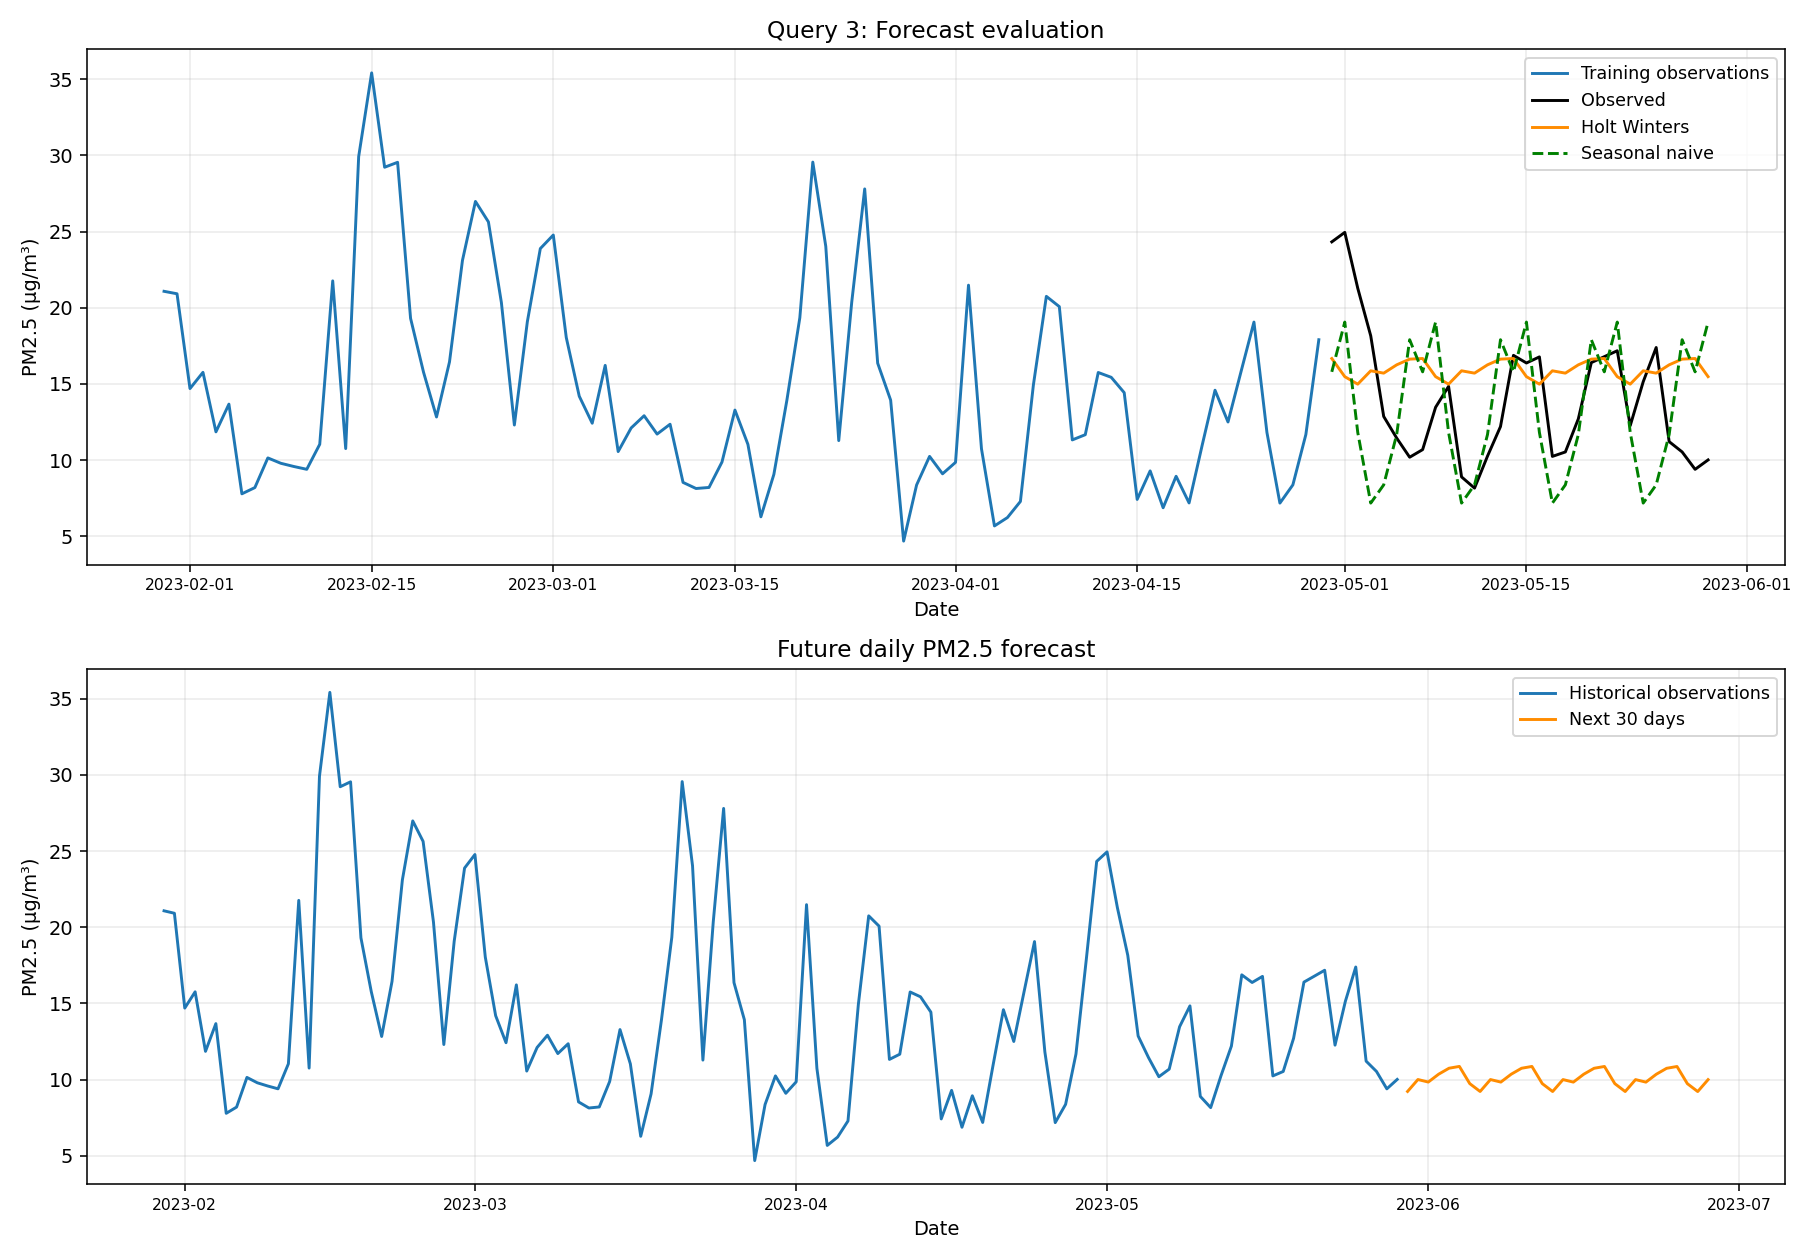 Query 3: Forecast evaluation
PM2.5 (µg/m³)
35
30
25
20
15
10
5
Training observations
Observed
Holt Winters
Seasonal naive
2023-02-01
2023-02-15
2023-03-01
2023-03-15
2023-04-01
2023-04-15
2023-05-01
2023-05-15
2023-06-01
Date
Future daily PM2.5 forecast
PM2.5 (µg/m³)
35
30
25
20
15
10
5
Historical observations
Next 30 days
2023-02
2023-03
2023-04
2023-05
2023-06
2023-07
Date